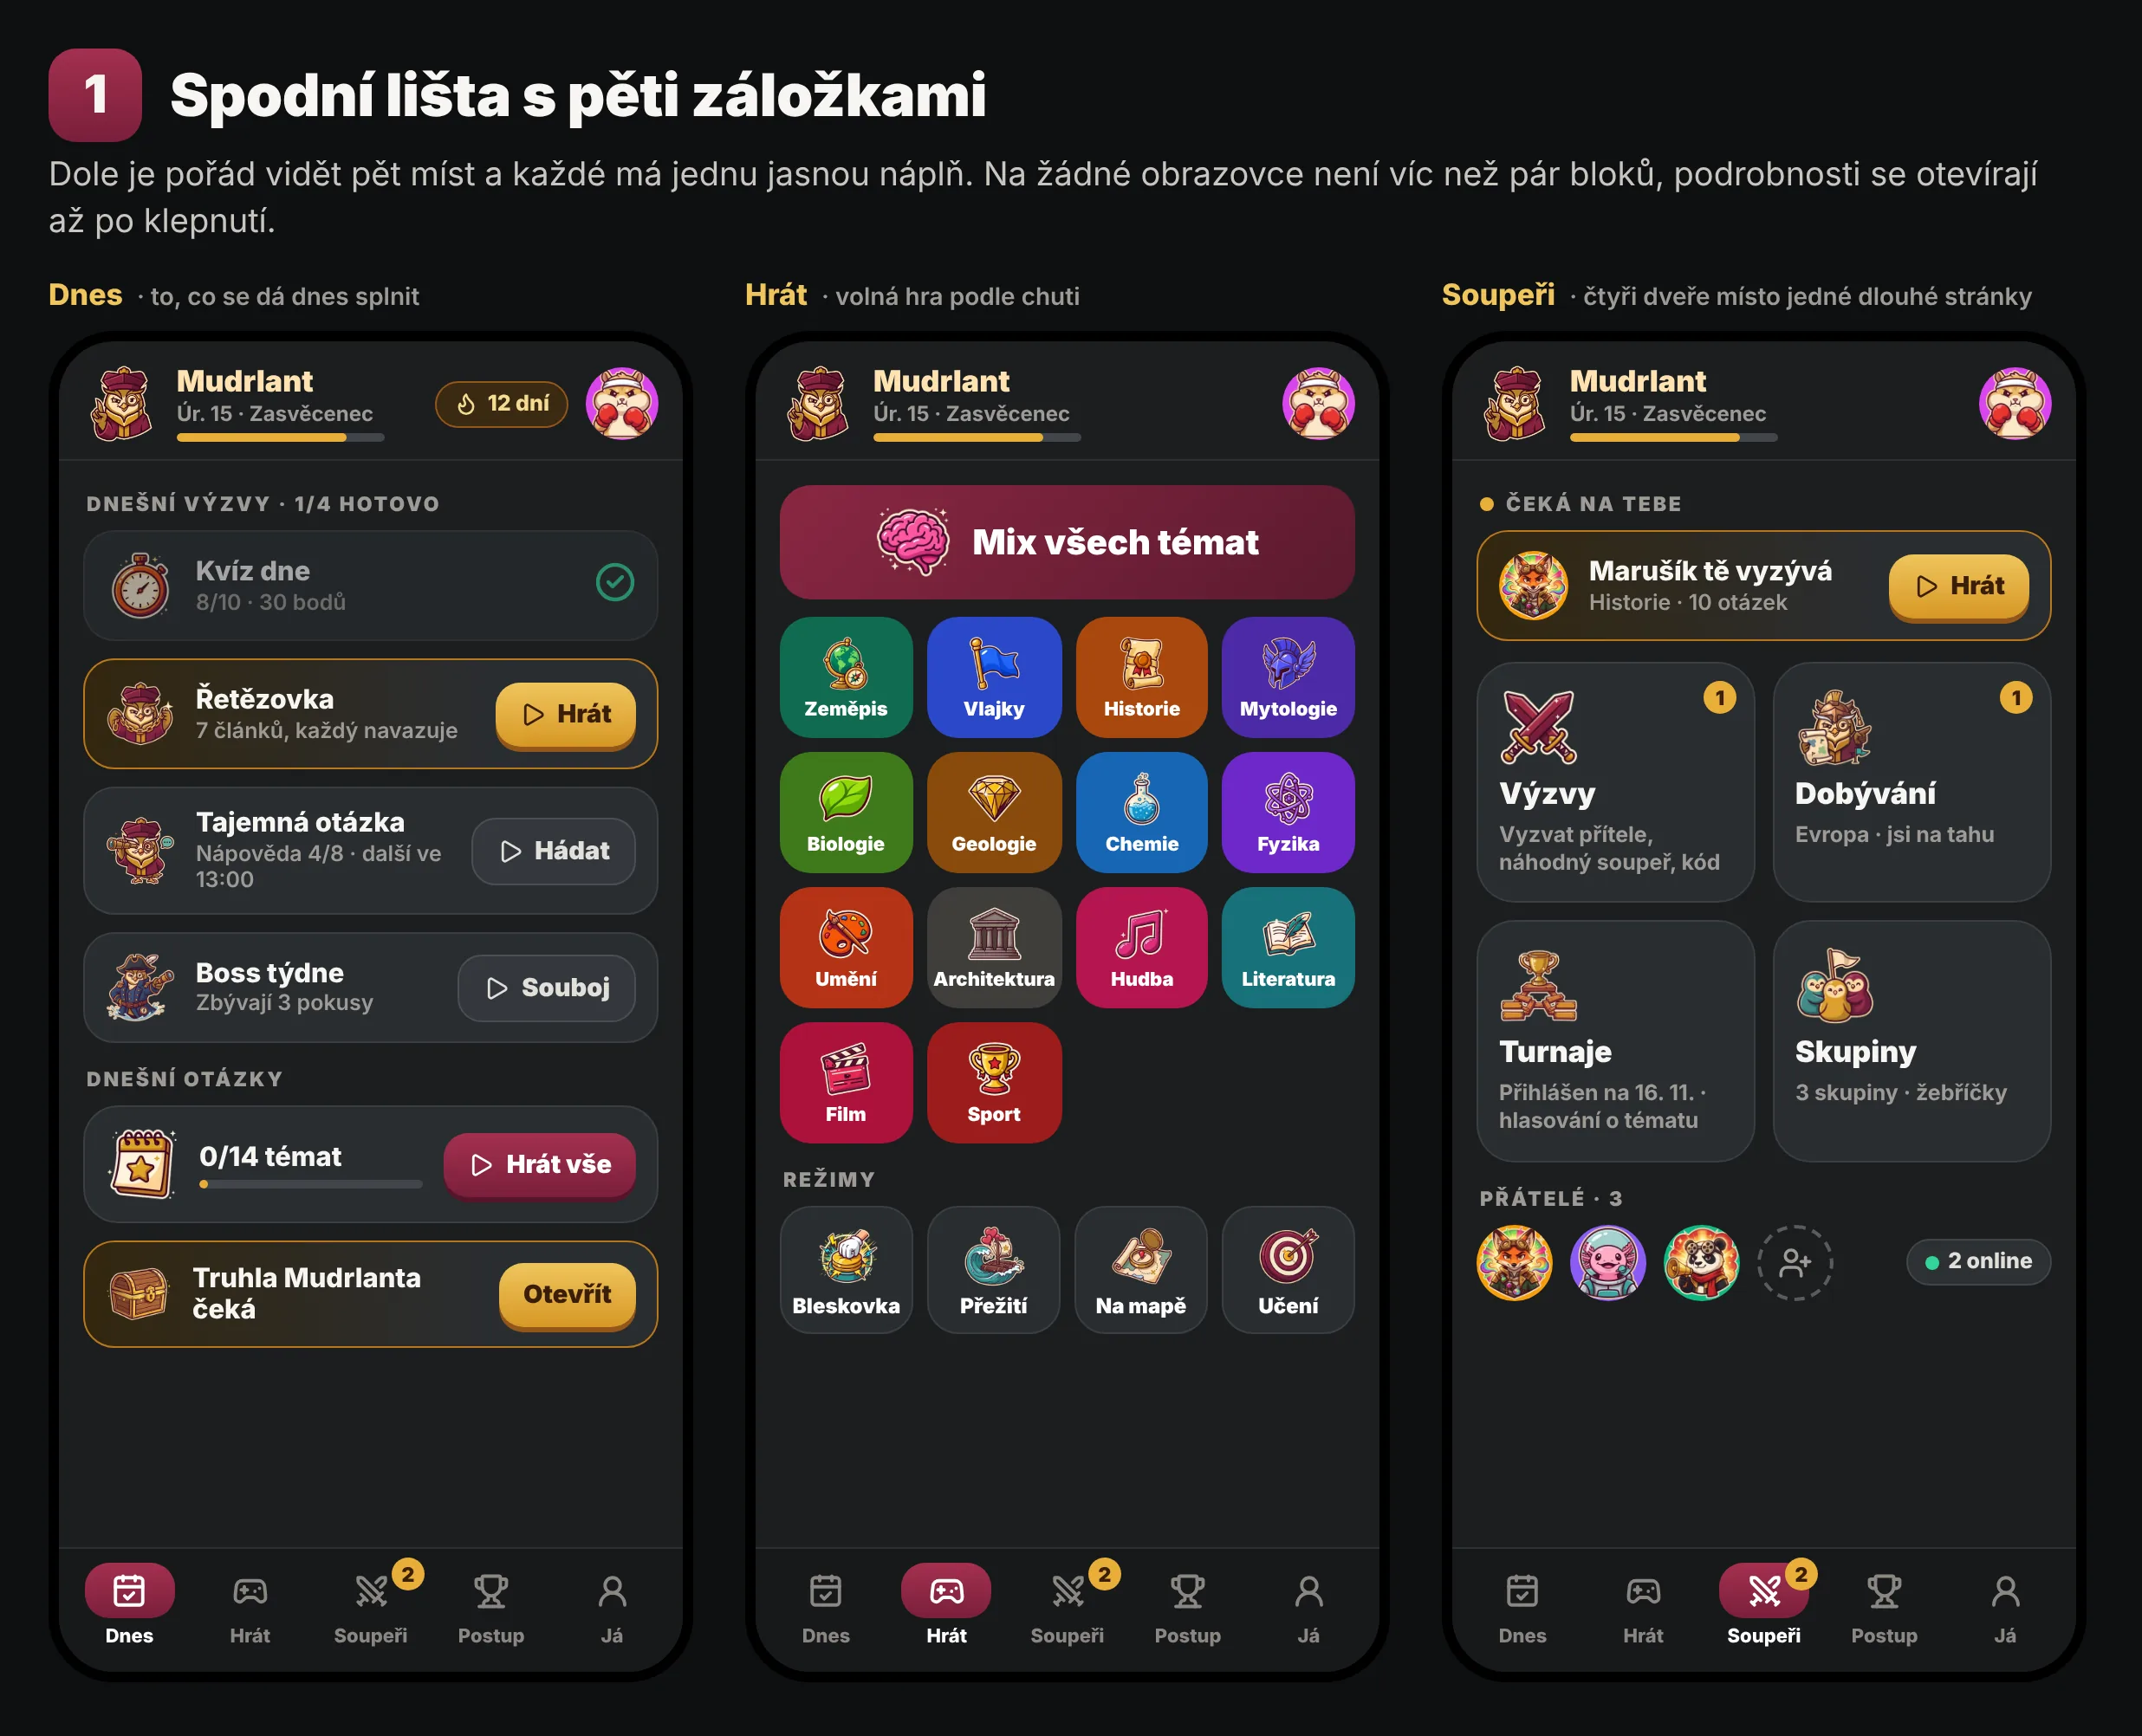 1
Spodní lišta s pěti záložkami
Dole je pořád vidět pět míst a každé má jednu jasnou náplň. Na žádné obrazovce není víc než pár bloků, podrobnosti se otevírají
až po klepnutí.
Dnes · to, co se dá dnes splnit
Mudrlant
Úr. 15 · Zasvěcenec
12 dní
DNEŠNÍ VÝZVY · 1/4 HOTOVO
Kvíz dne
8/10 · 30 bodů
Řetězovka
7 článků, každý navazuje
Hrát
Tajemná otázka
Nápověda 4/8 · další ve
13:00
Hádat
Boss týdne
Zbývají 3 pokusy
Souboj
DNEŠNÍ OTÁZKY
0/14 témat
Hrát vše
Truhla Mudrlanta
čeká
Otevřít
Dnes
Hrát
2
Soupeři
Postup
Já
Hrát · volná hra podle chuti
Mudrlant
Úr. 15 · Zasvěcenec
Mix všech témat
Zeměpis
Vlajky
Historie
Mytologie
Biologie
Geologie
Chemie
Fyzika
Umění
Architektura
Hudba
Literatura
Film
Sport
REŽIMY
Bleskovka
Přežití
Na mapě
Učení
Dnes
Hrát
2
Soupeři
Postup
Já
Soupeři · čtyři dveře místo jedné dlouhé stránky
Mudrlant
Úr. 15 · Zasvěcenec
ČEKÁ NA TEBE
Marušík tě vyzývá
Historie · 10 otázek
Hrát
1
Výzvy
Vyzvat přítele,
náhodný soupeř, kód
1
Dobývání
Evropa · jsi na tahu
Turnaje
Přihlášen na 16. 11. ·
hlasování o tématu
Skupiny
3 skupiny · žebříčky
PŘÁTELÉ · 3
2 online
Dnes
Hrát
2
Soupeři
Postup
Já